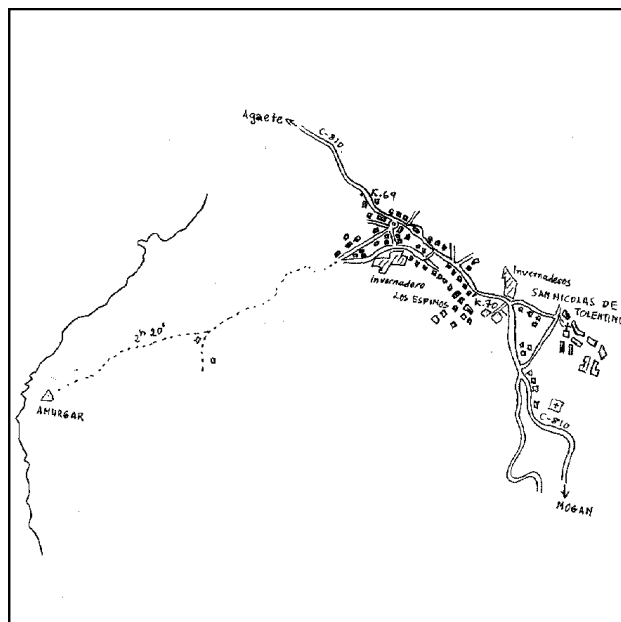 Agaete
C-810.
K.69
Invernaderos
SAN NICOLAS DE
TOLENTINO
Invernadero
LOS ESPINOS
K.70
2h 20'
AMURGAR
C-810
MOGAN